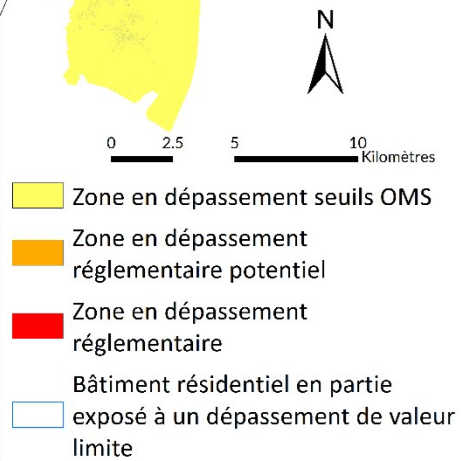 N
0 2.5 5 10
Kilomètres
Zone en dépassement seuils OMS
Zone en dépassement
réglementaire potentiel
Zone en dépassement
réglementaire
Bâtiment résidentiel en partie
exposé à un dépassement de valeur
limite